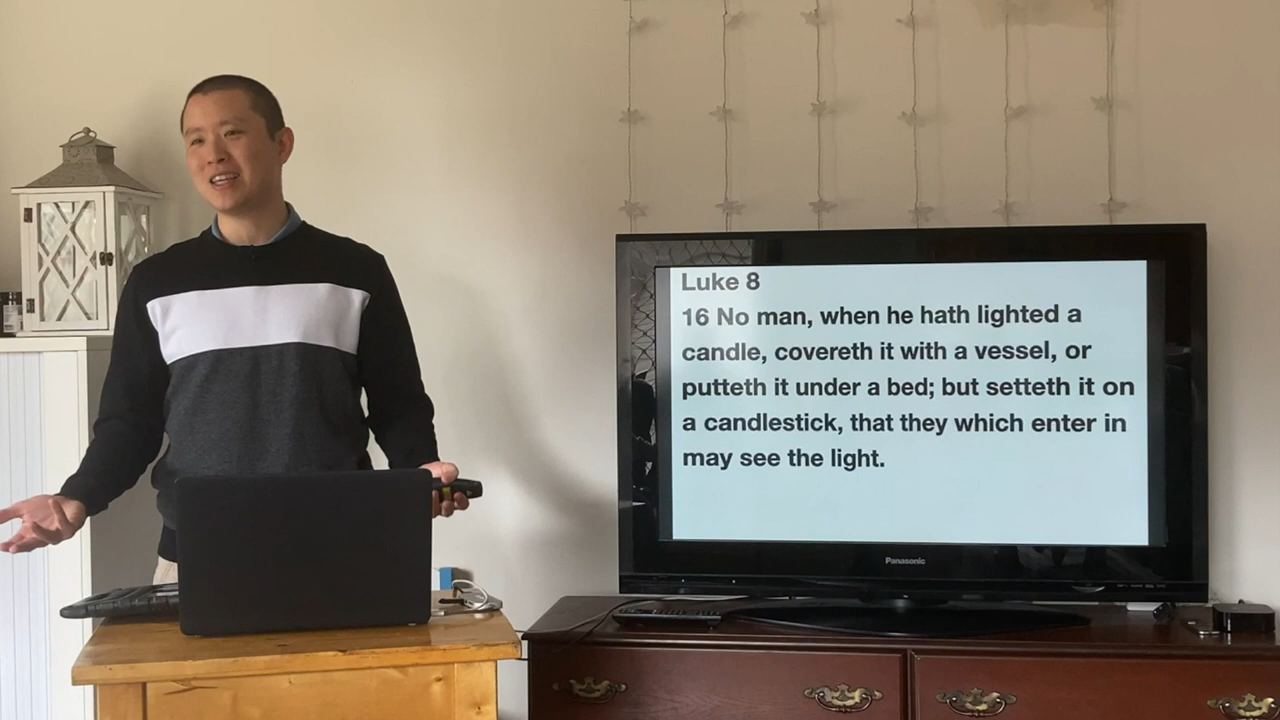 Luke 8
16 No man, when he hath lighted a
candle, covereth it with a vessel, or
putteth it under a bed; but setteth it on
a candlestick, that they which enter in
may see the light.
Panasonic